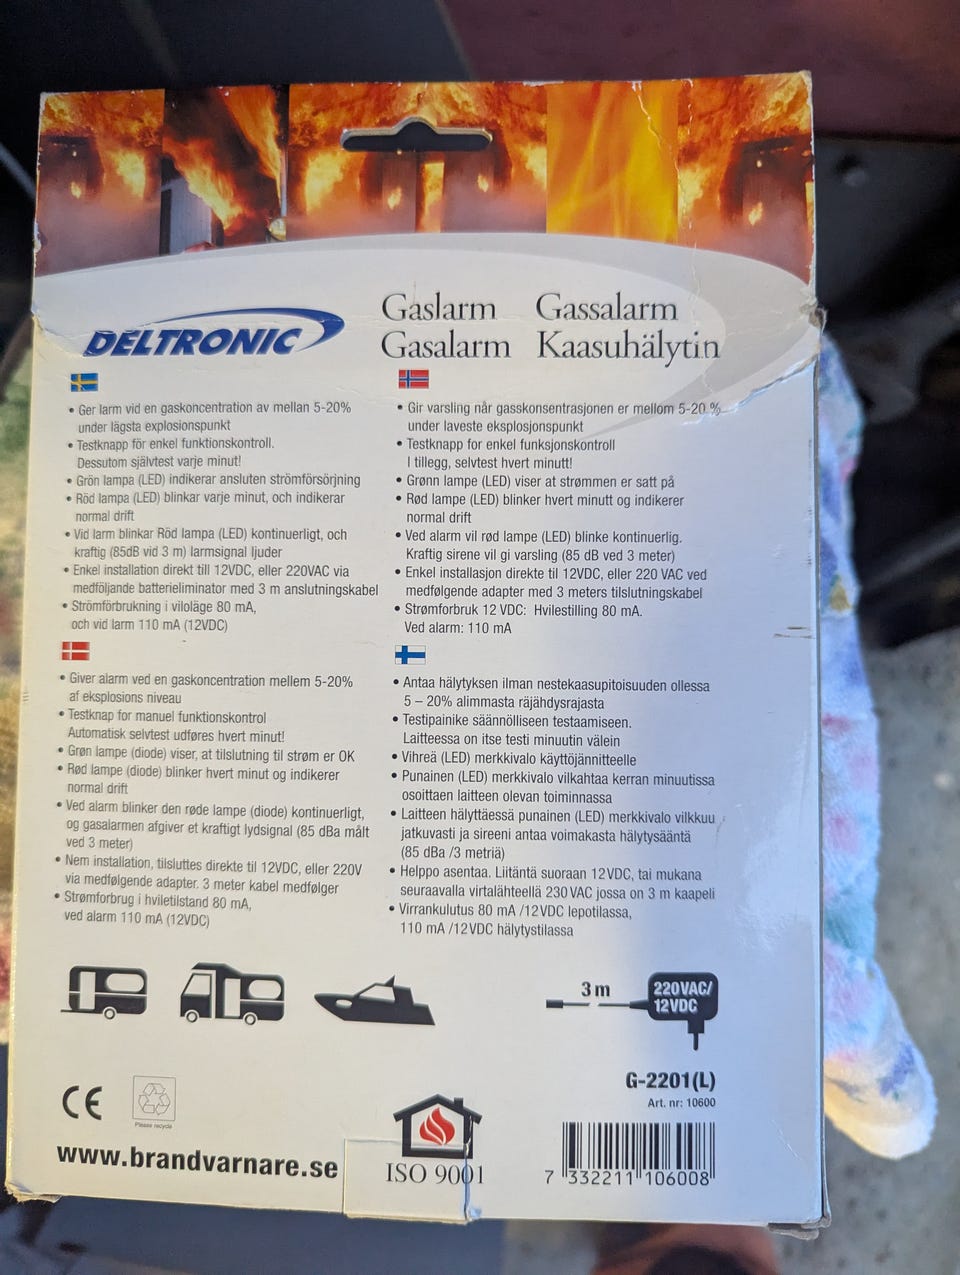 Gaslarm Gassalarm
Gasalarm Kaasuhälytin
DELTRONIC
• Ger larm vid en gaskoncentration av mellan 5-20%
under lägsta explosionspunkt
• Testknapp för enkel funktionskontroll.
Dessutom självtest varje minut!
• Grön lampa (LED) indikerar ansluten strömförsörjning
• Röd lampa (LED) blinkar varje minut, och indikerar
normal drift
• Vid larm blinkar Röd lampa (LED) kontinuerligt, och
kraftig (85dB vid 3 m) larmsignal ljuder
• Enkel installation direkt till 12VDC, eller 220VAC via
medföljande batterieliminator med 3 m anslutningskabel
• Strömförbrukning i viloläge 80 mA,
och vid larm 110 mA (12VDC)
• Gir varsling når gasskonsentrasjonen er mellom 5-20 %
under laveste eksplosjonspunkt
• Testknapp for enkel funksjonskontroll
I tillegg, selvtest hvert minutt!
• Grønn lampe (LED) viser at strømmen er satt på
• Rød lampe (LED) blinker hvert minutt og indikerer
normal drift
• Ved alarm vil rød lampe (LED) blinke kontinuerlig.
Kraftig sirene vil gi varsling (85 dB ved 3 meter)
• Enkel installasjon direkte til 12VDC, eller 220 VAC ved
medfølgende adapter med 3 meters tilslutningskabel
• Strømforbruk 12 VDC: Hvilestilling 80 mA.
Ved alarm: 110 mA
• Giver alarm ved en gaskoncentration mellem 5-20%
af eksplosions niveau
• Testknap for manuel funktionskontrol
Automatisk selvtest udføres hvert minut!
• Grøn lampe (diode) viser, at tilslutning til strøm er OK
• Rød lampe (diode) blinker hvert minut og indikerer
normal drift
• Ved alarm blinker den røde lampe (diode) kontinuerligt,
og gasalarmen afgiver et kraftigt lydsignal (85 dBa målt
ved 3 meter)
• Nem installation, tilsluttes direkte til 12VDC, eller 220V
via medfølgende adapter. 3 meter kabel medfølger
• Strømforbrug i hviletilstand 80 mA,
ved alarm 110 mA (12VDC)
• Antaa hälytyksen ilman nestekaasupitoisuuden ollessa
5 – 20% alimmasta räjähdysrajasta
• Testipainike säännölliseen testaamiseen.
Laitteessa on itse testi minuutin välein
• Vihreä (LED) merkkivalo käyttöjännitteelle
• Punainen (LED) merkkivalo vilkahtaa kerran minuutissa
osoittaen laitteen olevan toiminnassa
• Laitteen hälyttäessä punainen (LED) merkkivalo vilkkuu
jatkuvasti ja sireeni antaa voimakasta hälytysääntä
(85 dBa /3 metriä)
• Helppo asentaa. Liitäntä suoraan 12VDC, tai mukana
seuraavalla virtalähteellä 230 VAC jossa on 3 m kaapeli
• Virrankulutus 80 mA /12VDC lepotilassa,
110 mA /12VDC hälytystilassa
3 m
220VAC/
12VDC
G-2201(L)
Art. nr: 10600
CE
Please recycle
www.brandvarnare.se
ISO 9001
7 332211 106008